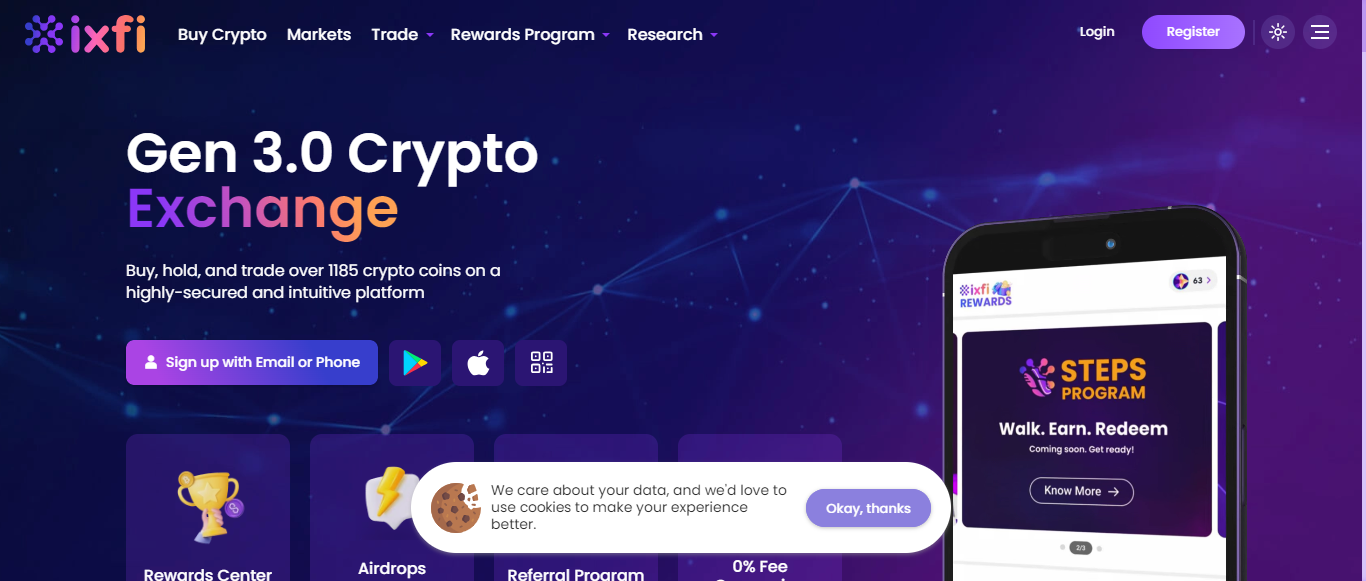 ixfi
Buy Crypto
Markets
Trade
Rewards Program
Research
Login
Register
Gen 3.0 Crypto
Exchange
Buy, hold, and trade over 1185 crypto coins on a
highly-secured and intuitive platform
Sign up with Email or Phone
ixfi
REWARDS
63
STEPS
PROGRAM
Walk. Earn. Redeem
Coming soon. Get ready!
Know More
2/3
Rewards Center
Airdrops
Referral Program
0% Fee
We care about your data, and we'd love to
use cookies to make your experience
better.
Okay, thanks